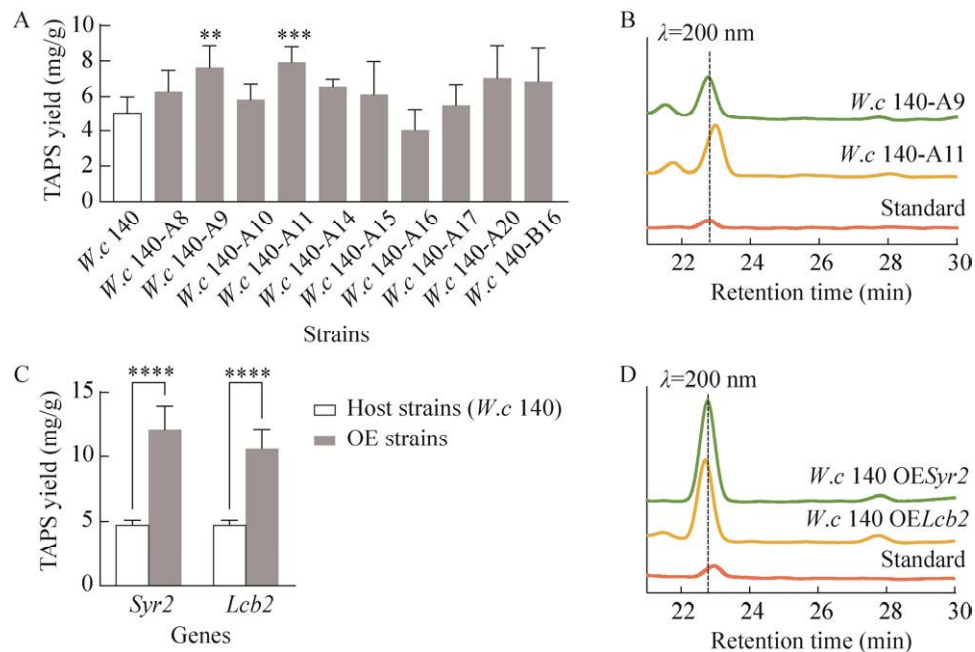 A
TAPS yield (mg/g)
10
8
6
4
2
0
** ***
W.c 140
W.c 140-A8
W.c 140-A9
W.c 140-A10
W.c 140-A11
W.c 140-A14
W.c 140-A15
W.c 140-A16
W.c 140-A17
W.c 140-A20
W.c 140-B16
Strains
B
λ=200 nm
W.c 140-A9
W.c 140-A11
Standard
22 24 26 28 30
Retention time (min)
C
TAPS yield (mg/g)
15
10
5
0
**** ****
Host strains (W.c 140)
OE strains
Syr2 Lcb2
Genes
D
λ=200 nm
W.c 140 OESyr2
W.c 140 OELcb2
Standard
22 24 26 28 30
Retention time (min)